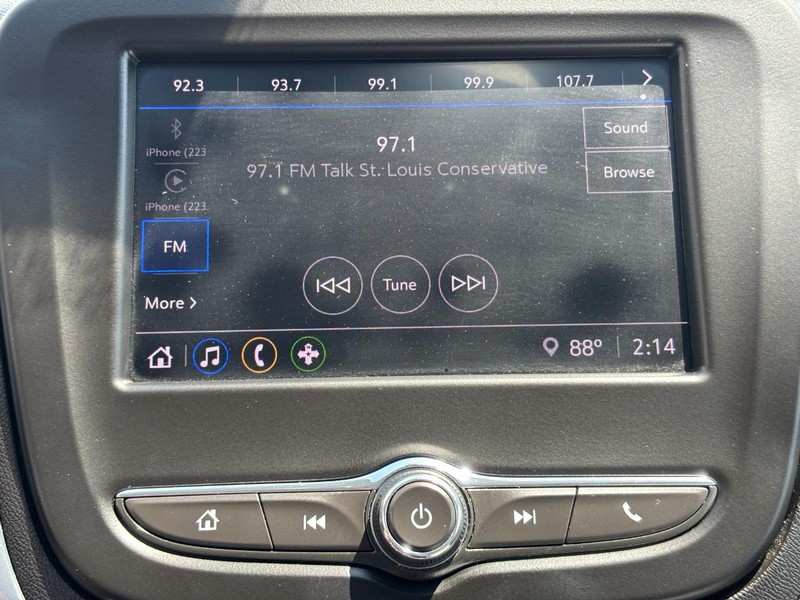 92.3 93.7 99.1 99.9 107.7
iPhone (223
iPhone (223.
FM
More
97.1
97.1 FM Talk St. Louis Conservative
Sound
Browse
Tune
88° 2:14